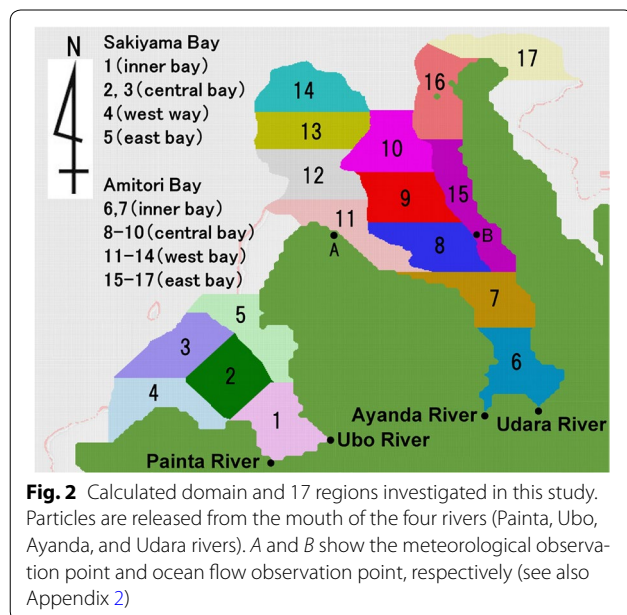 N
Sakiyama Bay
1 (inner bay)
2, 3 (central bay)
4 (west way)
5 (east bay)
Amitori Bay
6,7 (inner bay)
8-10 (central bay)
11-14 (west bay)
15-17 (east bay)
17
16
14
13
10
12
15
9
11
8
B
A
7
5
3
6
2
4
1
Ayanda River
Udara River
Ubo River
Painta River
Fig. 2 Calculated domain and 17 regions investigated in this study.
Particles are released from the mouth of the four rivers (Painta, Ubo,
Ayanda, and Udara rivers). A and B show the meteorological observa-
tion point and ocean flow observation point, respectively (see also
Appendix 2)